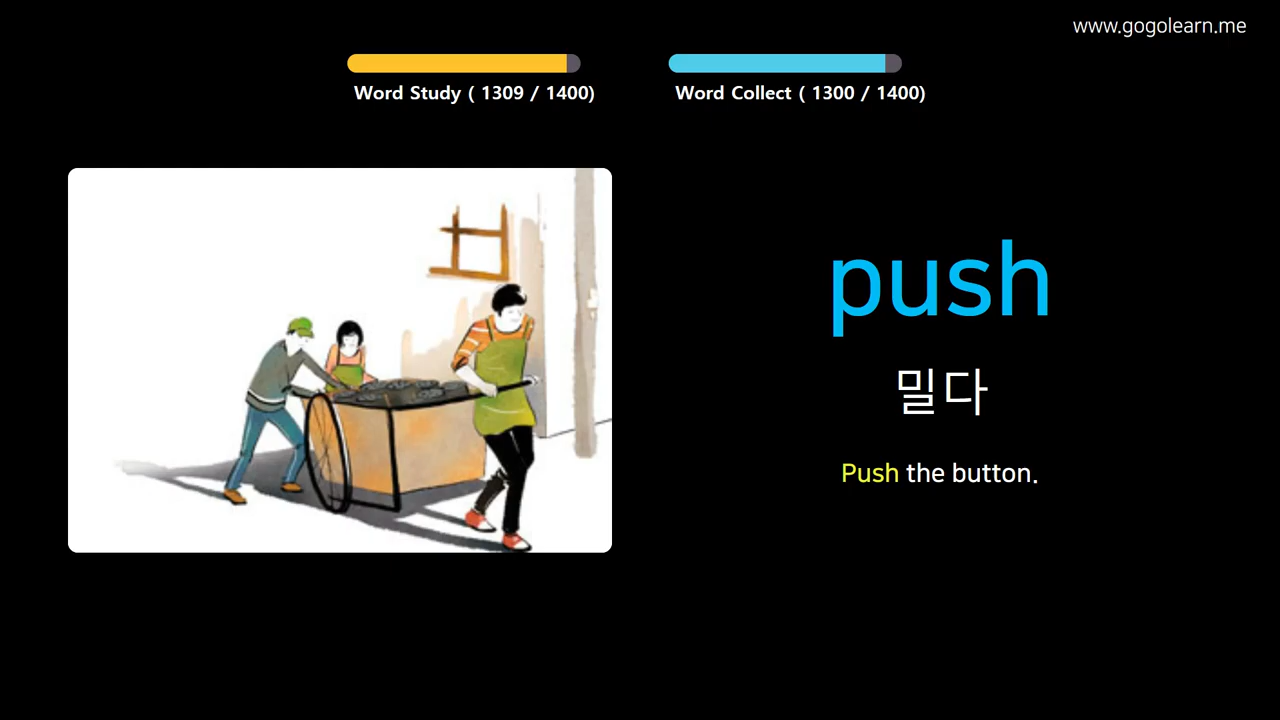 www.gogolearn.me
Word Study ( 1309 / 1400)
Word Collect ( 1300 / 1400)
push
밀다
Push the button.